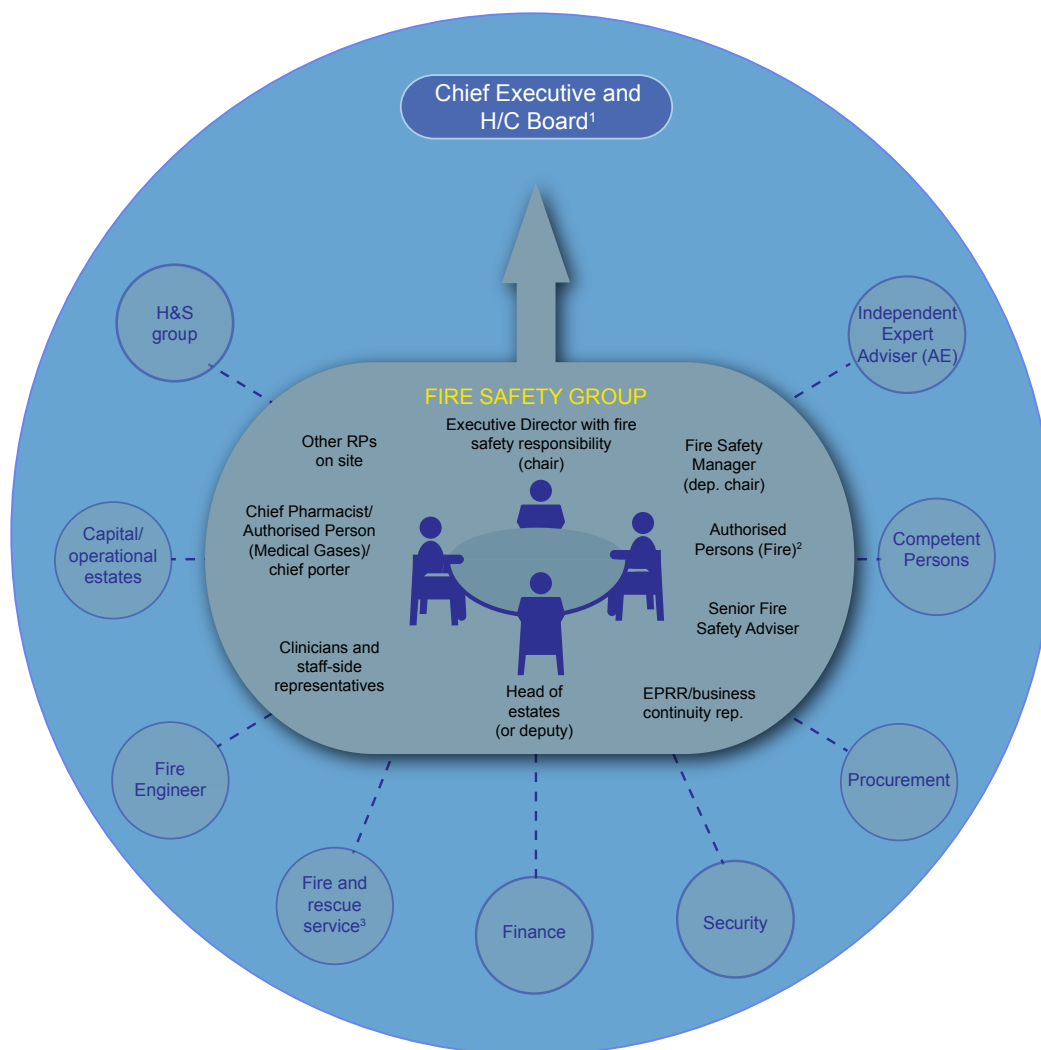 Chief Executive and
H/C Board¹
H&S
group
Independent
Expert
Adviser (AE)
FIRE SAFETY GROUP
Executive Director with fire
safety responsibility
(chair)
Other RPs
on site
Fire Safety
Manager
(dep. chair)
Chief Pharmacist/
Authorised Person
(Medical Gases)/
chief porter
Authorised
Persons (Fire)²
Capital/
operational
estates
Competent
Persons
Senior Fire
Safety Adviser
Clinicians and
staff-side
representatives
Head of
estates
(or deputy)
EPRR/business
continuity rep.
Fire
Engineer
Procurement
Fire and
rescue
service³
Finance
Security